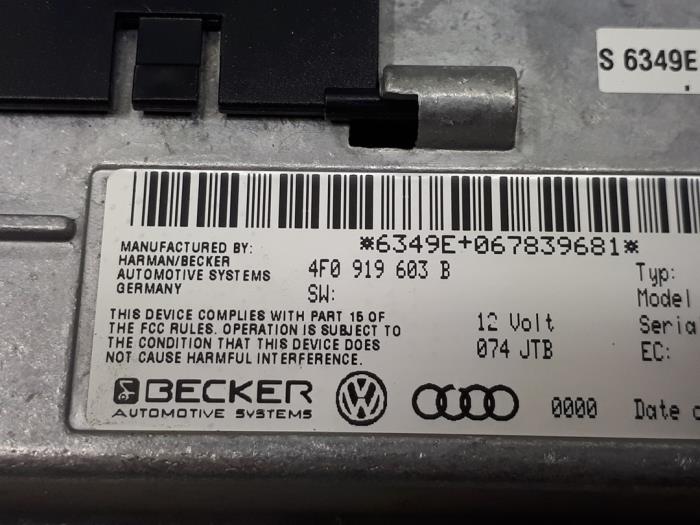 S 6349E
*6349E+067839681*
MANUFACTURED BY:
HARMAN/BECKER
AUTOMOTIVE SYSTEMS
GERMANY
4F0 919 603 B
SW:
Typ:
Model
THIS DEVICE COMPLIES WITH PART 15 OF
THE FCC RULES. OPERATION IS SUBJECT TO
THE CONDITION THAT THIS DEVICE DOES
NOT CAUSE HARMFUL INTERFERENCE.
12 Volt
074 JTB
Seria
EC:
BECKER
AUTOMOTIVE SYSTEMS
0000
Date o